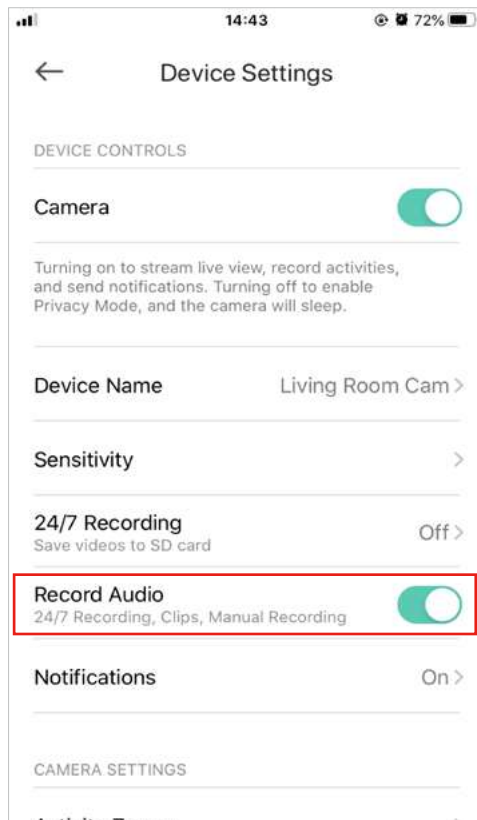 14:43
72%
Device Settings
DEVICE CONTROLS
Camera
Turning on to stream live view, record activities,
and send notifications. Turning off to enable
Privacy Mode, and the camera will sleep.
Device Name Living Room Cam
Sensitivity
24/7 Recording Off
Save videos to SD card
Record Audio
24/7 Recording, Clips, Manual Recording
Notifications On
CAMERA SETTINGS